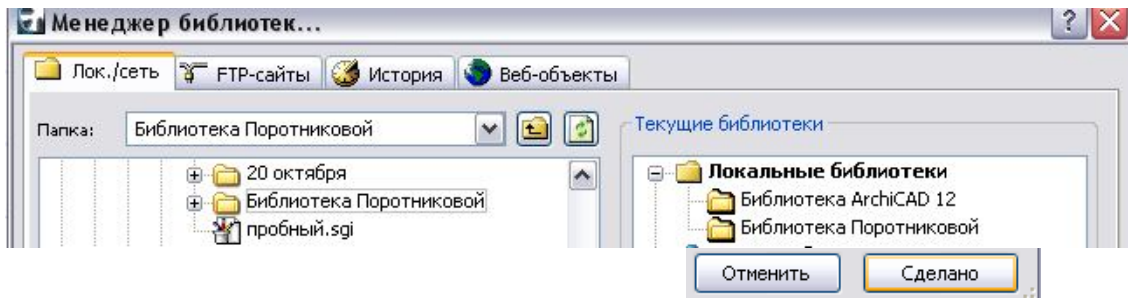 Менеджер библиотек...
Лок./сеть FTP-сайты История Веб-объекты
Папка: Библиотека Поротниковой
Текущие библиотеки
20 октября
Библиотека Поротниковой
пробный.sgi
Локальные библиотеки
Библиотека ArchiCAD 12
Библиотека Поротниковой
Отменить Сделано